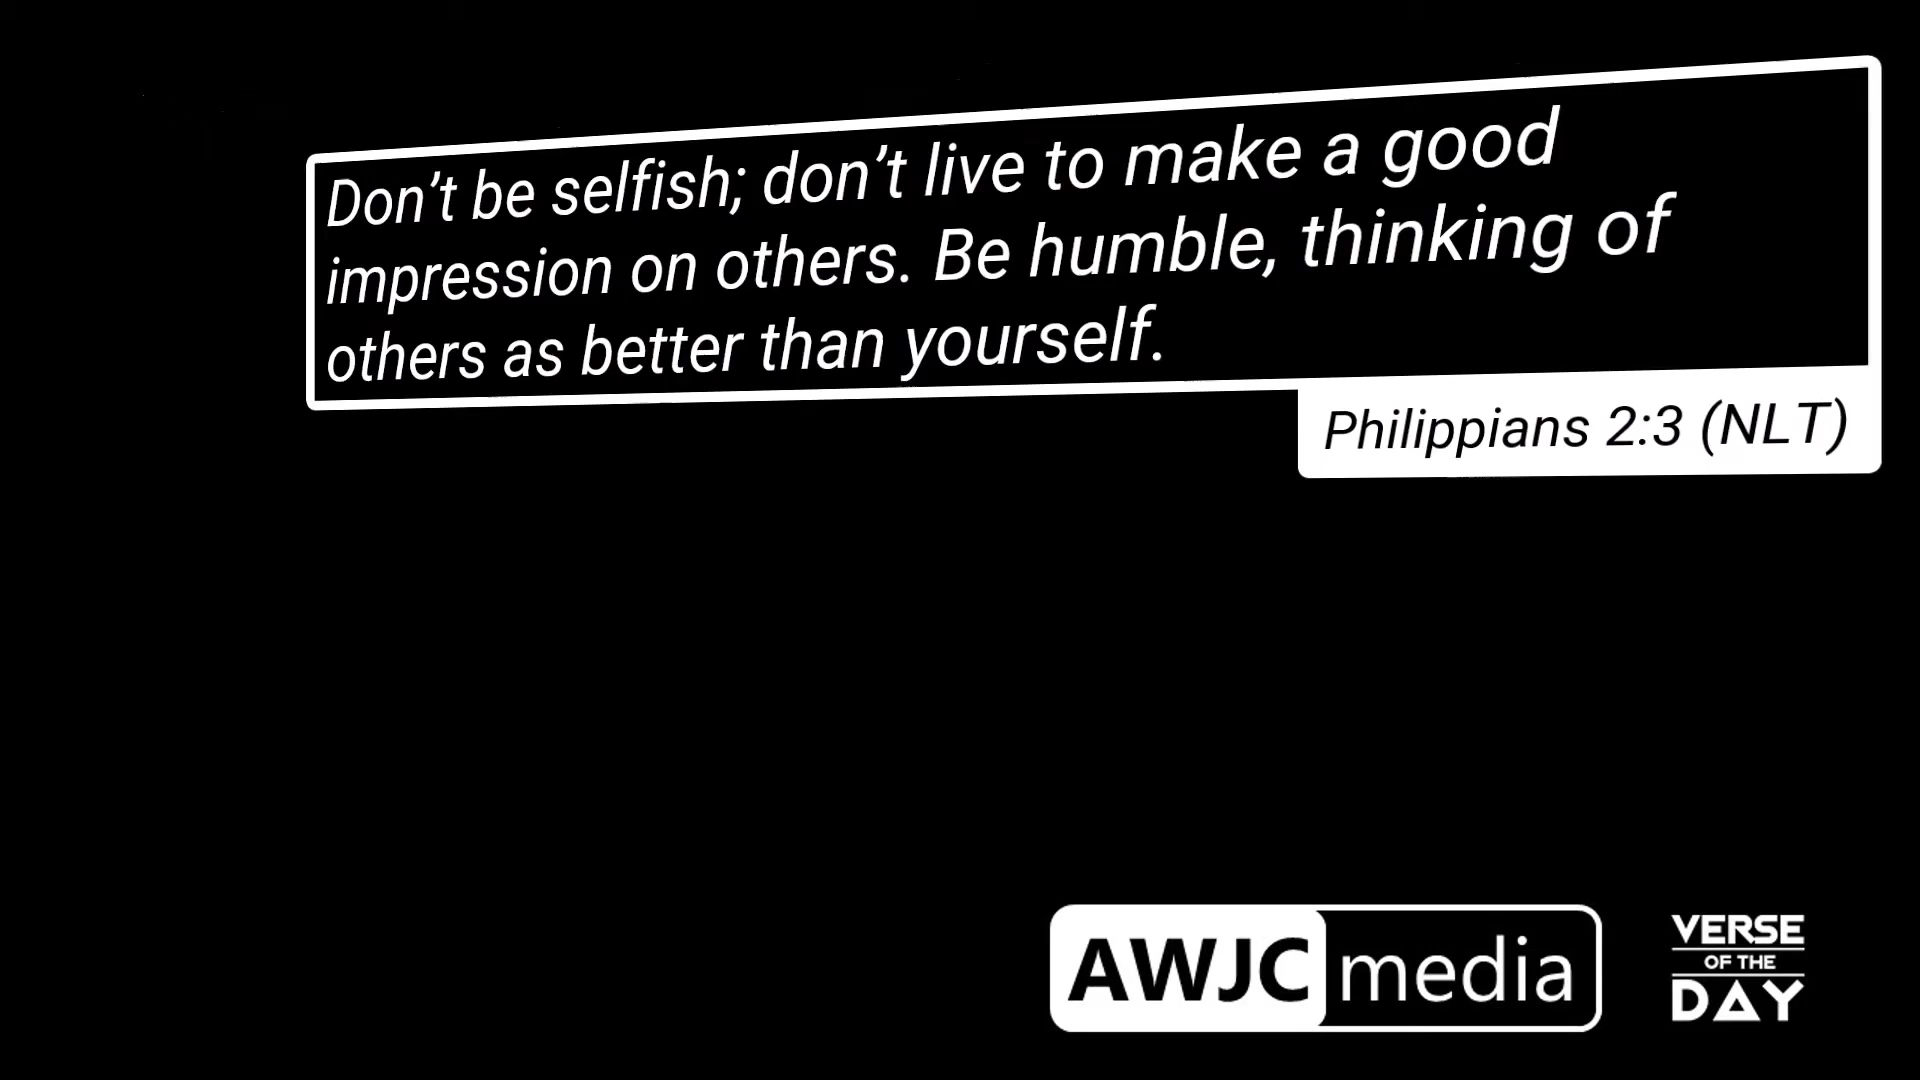 Don’t be selfish; don’t live to make a good
impression on others. Be humble, thinking of
others as better than yourself.
Philippians 2:3 (NLT)
AWJC media
VERSE
OF THE
DAY